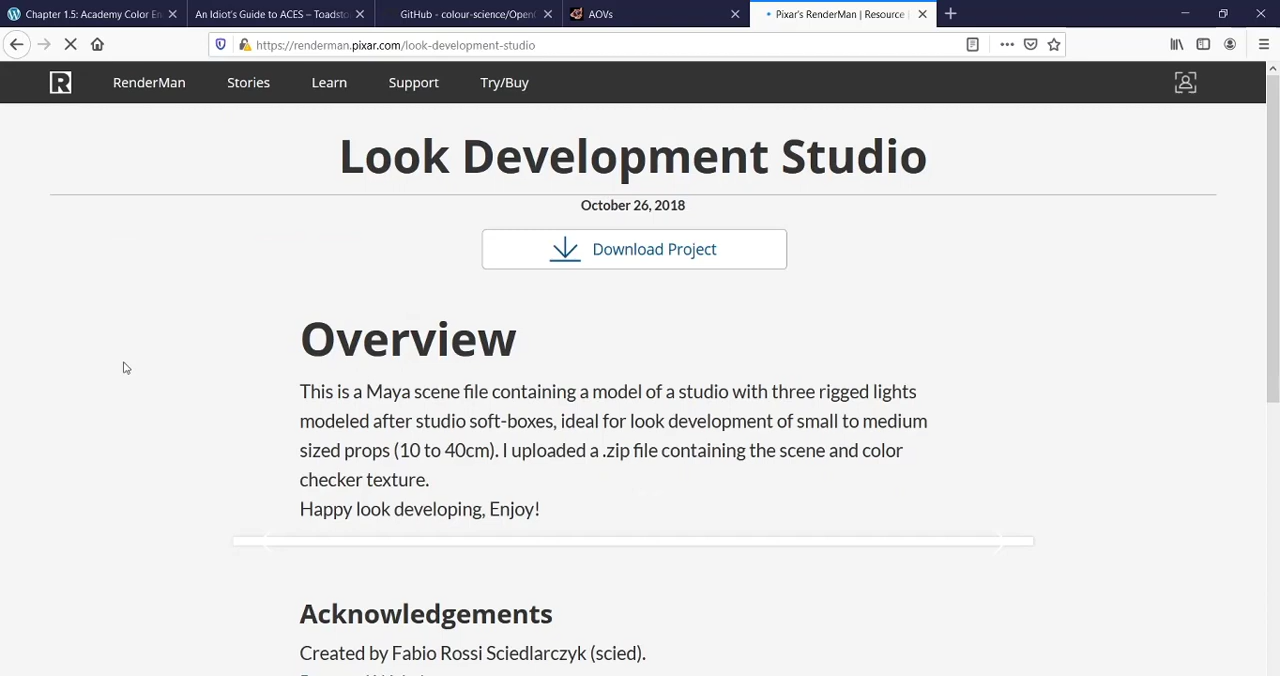 Chapter 1.5: Academy Color En
An Idiot's Guide to ACES – Toadsto
GitHub - colour-science/Open
AOVs
Pixar's RenderMan | Resource |
https://renderman.pixar.com/look-development-studio
R RenderMan Stories Learn Support Try/Buy
Look Development Studio
October 26, 2018
Download Project
Overview
This is a Maya scene file containing a model of a studio with three rigged lights
modeled after studio soft-boxes, ideal for look development of small to medium
sized props (10 to 40cm). I uploaded a .zip file containing the scene and color
checker texture.
Happy look developing, Enjoy!
Acknowledgements
Created by Fabio Rossi Sciedlarczyk (scied).